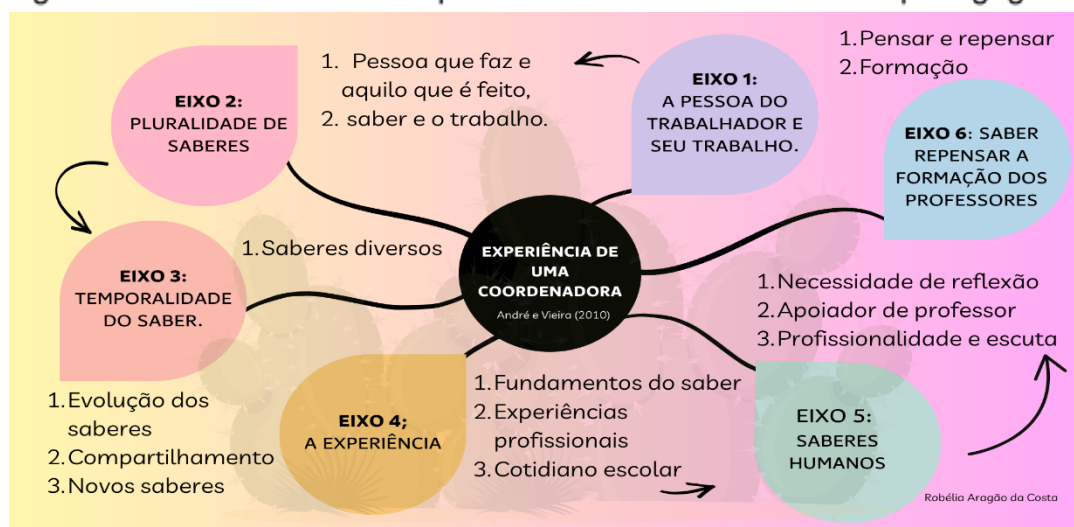 EIXO 1:
A PESSOA DO
TRABALHADOR E
SEU TRABALHO.
1. Pessoa que faz e
aquilo que é feito,
2. saber e o trabalho.
EIXO 2:
PLURALIDADE DE
SABERES
1.Saberes diversos
EIXO 3:
TEMPORALIDADE
DO SABER.
1.Evolução dos
saberes
2.Compartilhamento
3.Novos saberes
EXPERIÊNCIA DE
UMA
COORDENADORA
André e Vieira (2010)
EIXO 4;
A EXPERIÊNCIA
1.Fundamentos do saber
2.Experiências
profissionais
3.Cotidiano escolar
EIXO 5:
SABERES
HUMANOS
1.Necessidade de reflexão
2.Apoiador de professor
3.Profissionalidade e escuta
EIXO 6: SABER
REPENSAR A
FORMAÇÃO DOS
PROFESSORES
1.Pensar e repensar
2.Formação
Robélia Aragão da Costa